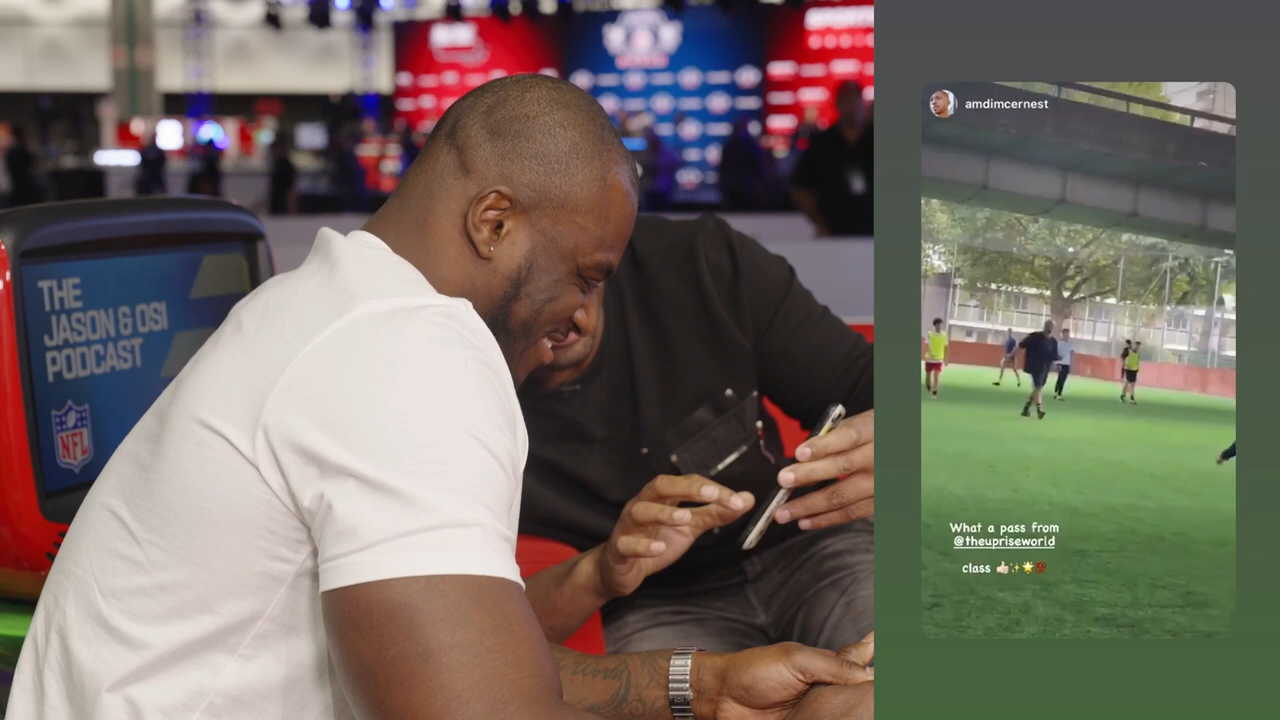 THE
JASON & OSI
PODCAST
NFL
amdimcernest
What a pass from
@theupriseworld
class 👍🏻✨🌟💯